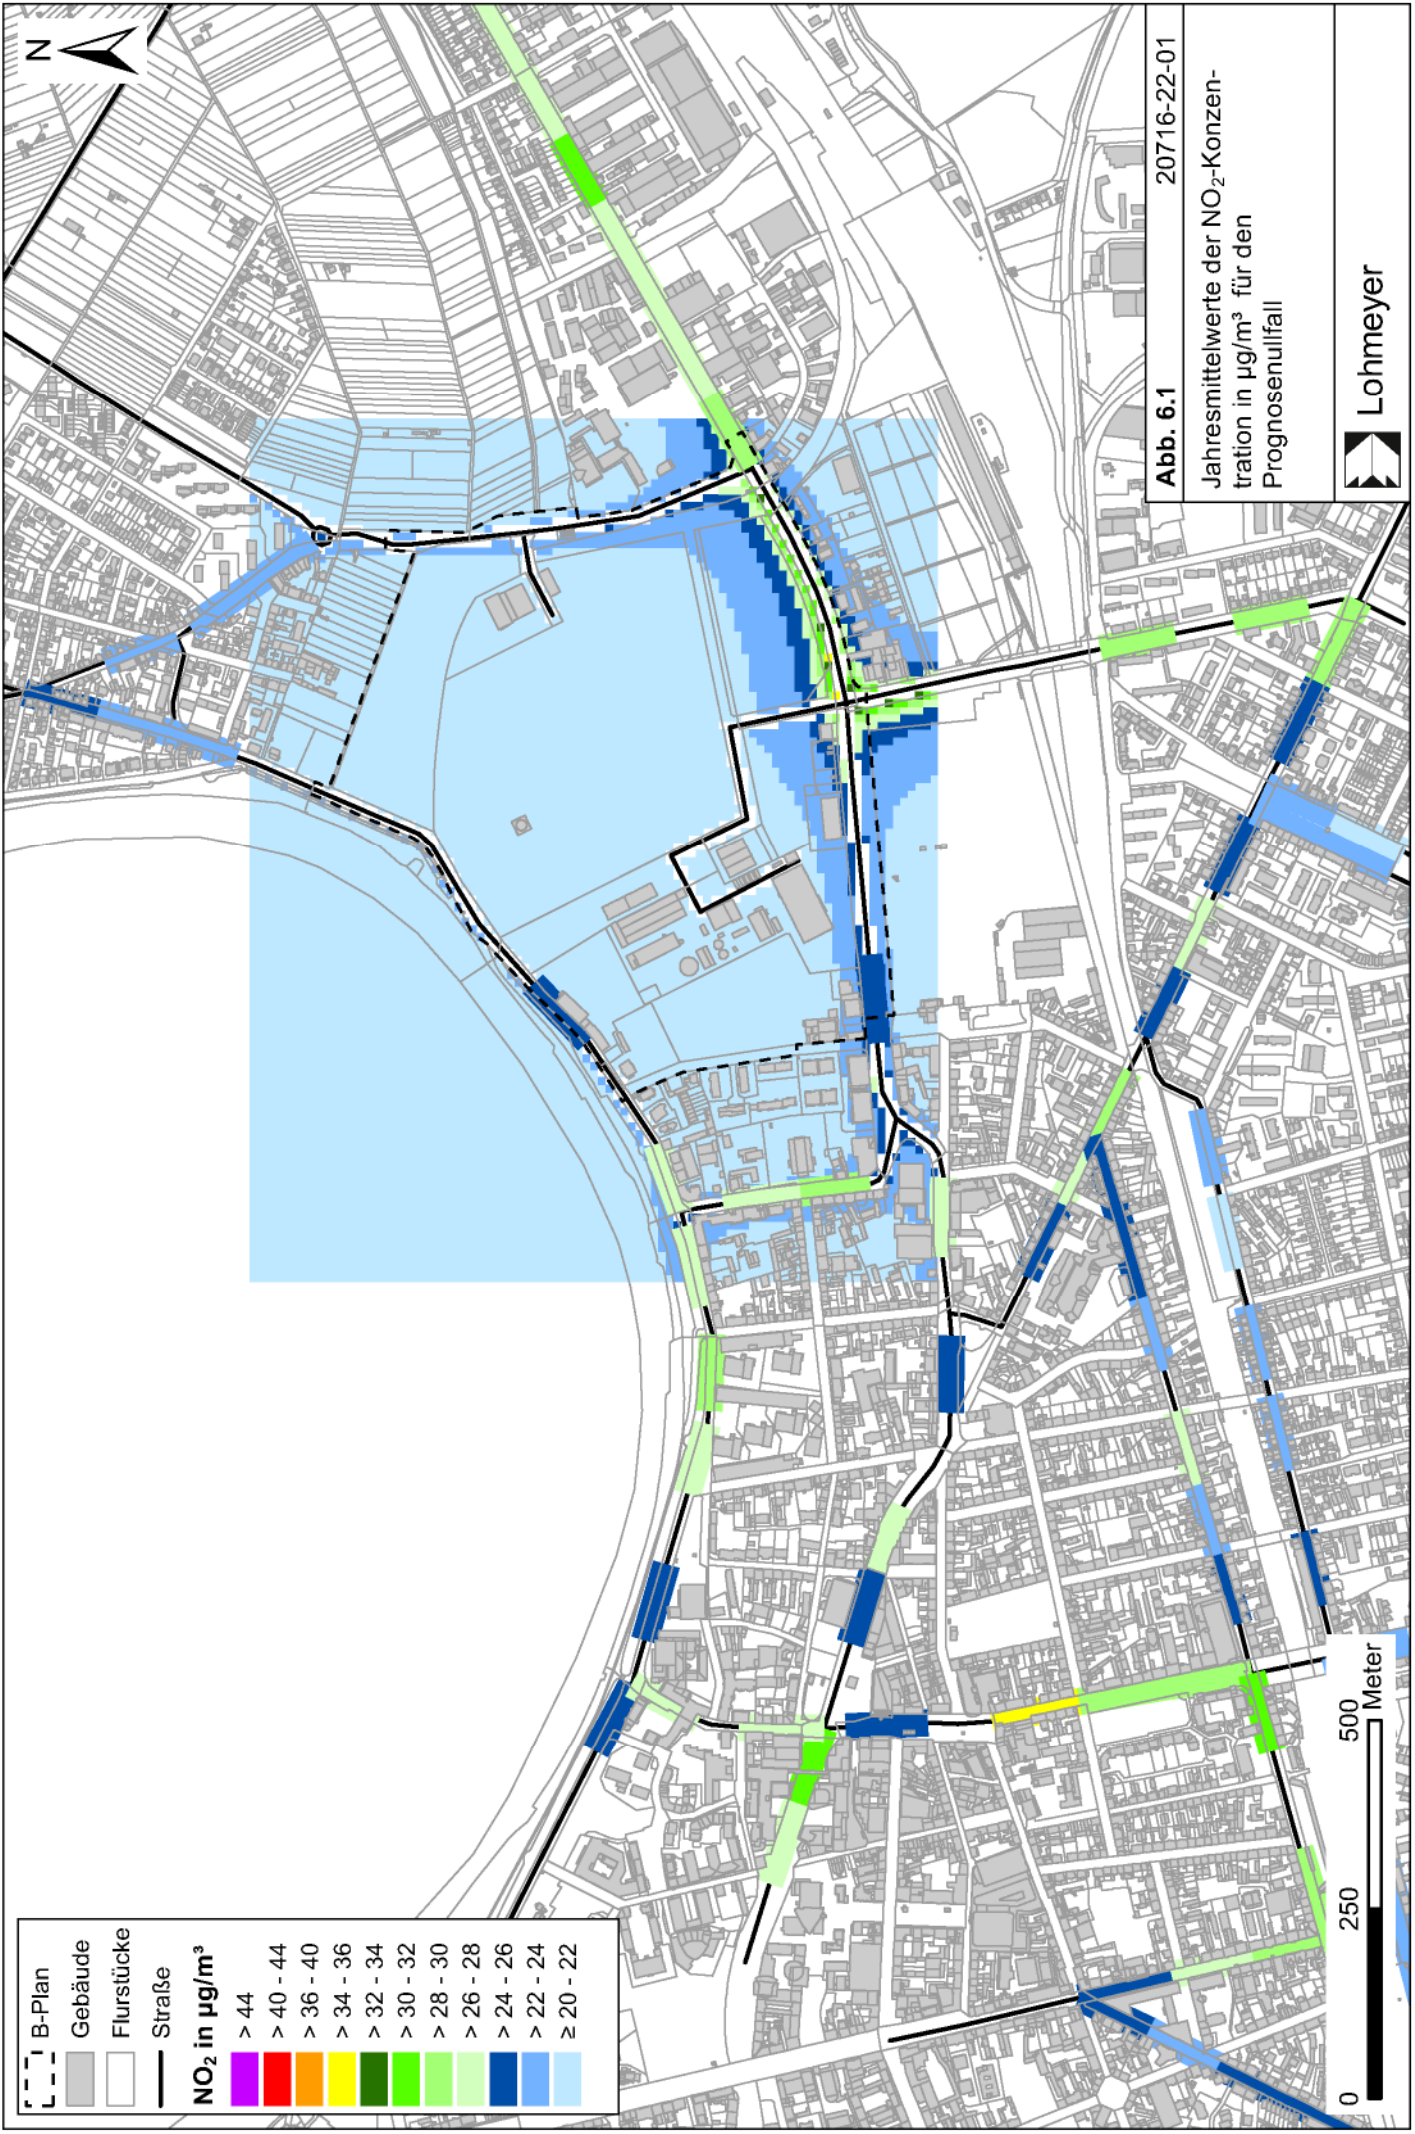 N
B-Plan
Gebäude
Flurstücke
Straße
NO₂ in µg/m³
> 44
> 40 - 44
> 36 - 40
> 34 - 36
> 32 - 34
> 30 - 32
> 28 - 30
> 26 - 28
> 24 - 26
> 22 - 24
≥ 20 - 22
0 250 500
Meter
Abb. 6.1 20716-22-01
Jahresmittelwerte der NO₂-Konzen-
tration in µg/m³ für den
Prognosenullfall
Lohmeyer